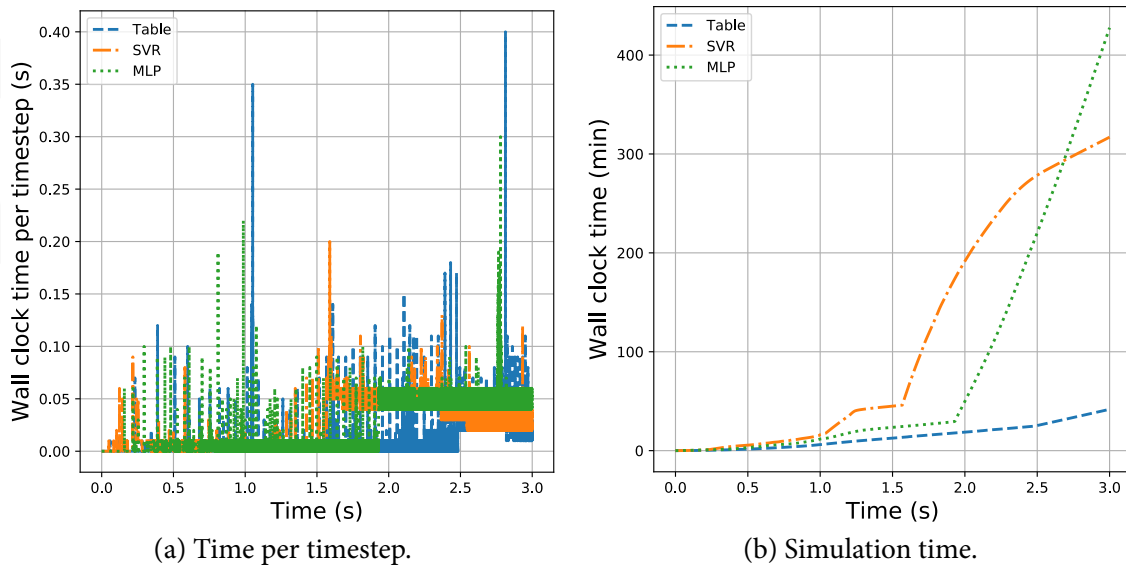 Table
SVR
MLP
0.40
0.35
0.30
0.25
0.20
0.15
0.10
0.05
0.00
Wall clock time per timestep (s)
0.0 0.5 1.0 1.5 2.0 2.5 3.0
Time (s)
(a) Time per timestep.
Table
SVR
MLP
400
300
200
100
0
Wall clock time (min)
0.0 0.5 1.0 1.5 2.0 2.5 3.0
Time (s)
(b) Simulation time.